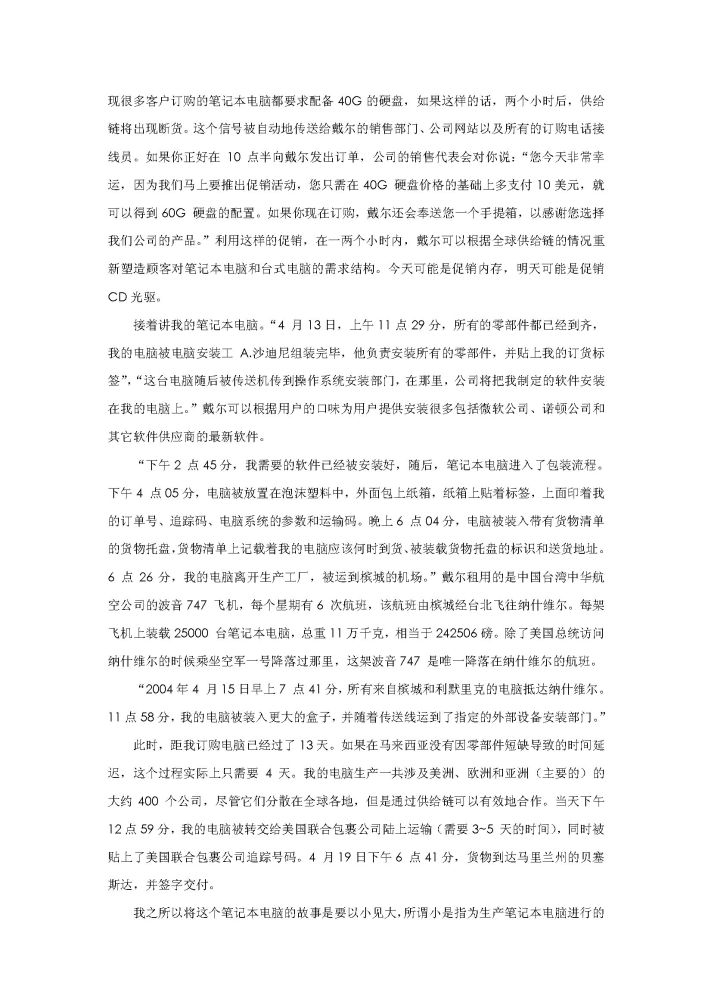 现很多客户订购的笔记本电脑都要求配备 40G 的硬盘，如果这样的话，两个小时后，供给
链将出现断货。这个信号被自动地传送给戴尔的销售部门、公司网站以及所有的订购电话接
线员。如果你正好在 10 点半向戴尔发出订单，公司的销售代表会对你说：“您今天非常幸
运，因为我们马上要推出促销活动，您只需在 40G 硬盘价格的基础上多支付 10 美元，就
可以得到 60G 硬盘的配置。如果你现在订购，戴尔还会奉送您一个手提箱，以感谢您选择
我们公司的产品。”利用这样的促销，在一两个小时内，戴尔可以根据全球供给链的情况重
新塑造顾客对笔记本电脑和台式电脑的需求结构。今天可能是促销内存，明天可能是促销
CD 光驱。
接着讲我的笔记本电脑。“4 月 13 日，上午 11 点 29 分，所有的零部件都已经到齐，
我的电脑被电脑安装工 A.沙迪尼组装完毕，他负责安装所有的零部件，并贴上我的订货标
签”，“这台电脑随后被传送机传到操作系统安装部门，在那里，公司将把我制定的软件安装
在我的电脑上。”戴尔可以根据用户的口味为用户提供安装很多包括微软公司、诺顿公司和
其它软件供应商的最新软件。
“下午 2 点 45 分，我需要的软件已经被安装好，随后，笔记本电脑进入了包装流程。
下午 4 点 05 分，电脑被放置在泡沫塑料中，外面包上纸箱，纸箱上贴着标签，上面印着我
的订单号、追踪码、电脑系统的参数和运输码。晚上 6 点 04 分，电脑被装入带有货物清单
的货物托盘，货物清单上记载着我的电脑应该何时到货、被装载货物托盘的标识和送货地址。
6 点 26 分，我的电脑离开生产工厂，被运到槟城的机场。”戴尔租用的是中国台湾中华航
空公司的波音 747 飞机，每个星期有 6 次航班，该航班由槟城经台北飞往纳什维尔。每架
飞机上装载 25000 台笔记本电脑，总重 11 万千克，相当于 242506 磅。除了美国总统访问
纳什维尔的时候乘坐空军一号降落过那里，这架波音 747 是唯一降落在纳什维尔的航班。
“2004 年 4 月 15 日早上 7 点 41 分，所有来自槟城和利默里克的电脑抵达纳什维尔。
11 点 58 分，我的电脑被装入更大的盒子，并随着传送线运到了指定的外部设备安装部门。”
此时，距我订购电脑已经过了 13 天。如果在马来西亚没有因零部件短缺导致的时间延
迟，这个过程实际上只需要 4 天。我的电脑生产一共涉及美洲、欧洲和亚洲（主要的）的
大约 400 个公司，尽管它们分散在全球各地，但是通过供给链可以有效地合作。当天下午
12 点 59 分，我的电脑被转交给美国联合包裹公司陆上运输（需要 3~5 天的时间），同时被
贴上了美国联合包裹公司追踪号码。4 月 19 日下午 6 点 41 分，货物到达马里兰州的贝塞
斯达，并签字交付。
我之所以将这个笔记本电脑的故事是要以小见大，所谓小是指为生产笔记本电脑进行的